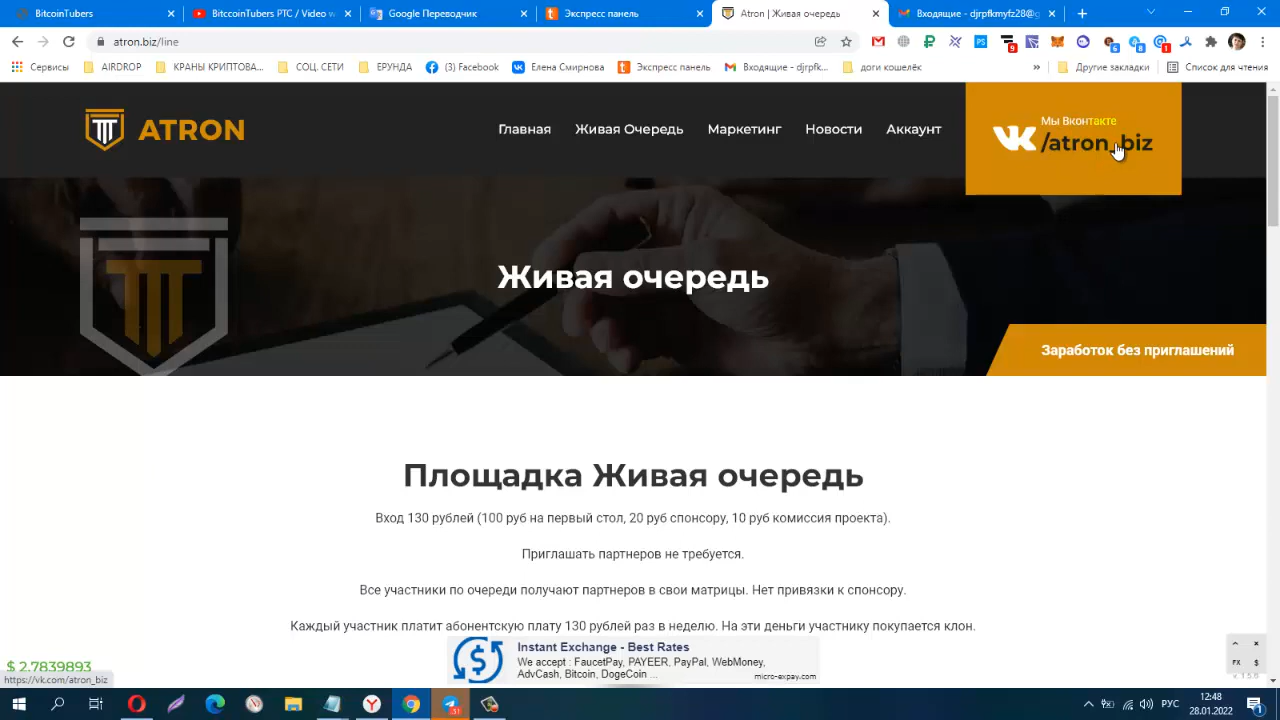 BitcoinTubers
BitcoinTubers PTC / Video w
Google Переводчик
Экспресс панель
Atron | Живая очередь
Входящие - djrpfkmyfz28@g
atron.biz/line
Сервисы
AIRDROP
КРАНЫ КРИПТОВА...
СОЦ. СЕТИ
ЕРУНДА
(3) Facebook
Елена Смирнова
Экспресс панель
Входящие - djrpfk...
доги кошелёк
»
Другие закладки
Список для чтения
ATRON
Главная
Живая Очередь
Маркетинг
Новости
Аккаунт
Мы Вконтакте
/atron_biz
Живая очередь
Заработок без приглашений
Площадка Живая очередь
Вход 130 рублей (100 руб на первый стол, 20 руб спонсору, 10 руб комиссия проекта).
Приглашать партнеров не требуется.
Все участники по очереди получают партнеров в свои матрицы. Нет привязки к спонсору.
Каждый участник платит абонентскую плату 130 рублей раз в неделю. На эти деньги участнику покупается клон.
Instant Exchange - Best Rates
We accept : FaucetPay, PAYEER, PayPal, WebMoney,
AdvCash, Bitcoin, DogeCoin ...
micro-expay.com
$ 2.7839893
https://vk.com/atron_biz
FX $
v.1.5.0
РУС
12:48
28.01.2022